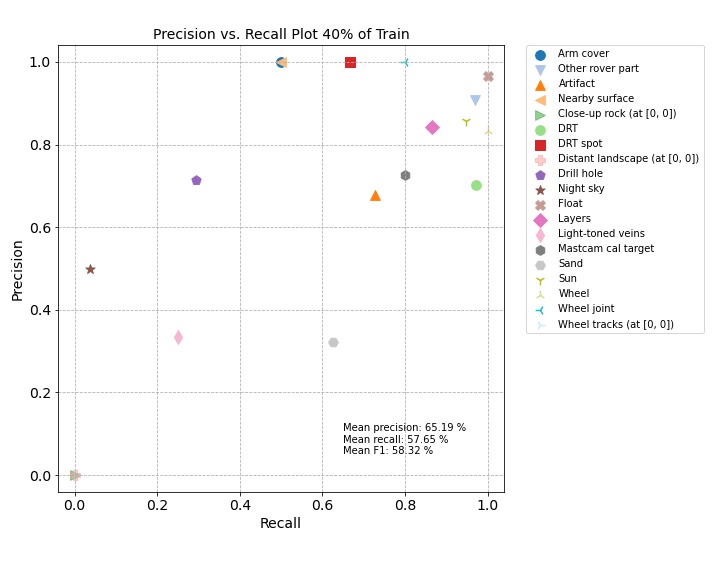 Precision vs. Recall Plot 40% of Train
1.0
0.8
0.6
0.4
0.2
0.0
Precision
0.0 0.2 0.4 0.6 0.8 1.0
Recall
Mean precision: 65.19 %
Mean recall: 57.65 %
Mean F1: 58.32 %
Arm cover
Other rover part
Artifact
Nearby surface
Close-up rock (at [0, 0])
DRT
DRT spot
Distant landscape (at [0, 0])
Drill hole
Night sky
Float
Layers
Light-toned veins
Mastcam cal target
Sand
Sun
Wheel
Wheel joint
Wheel tracks (at [0, 0])